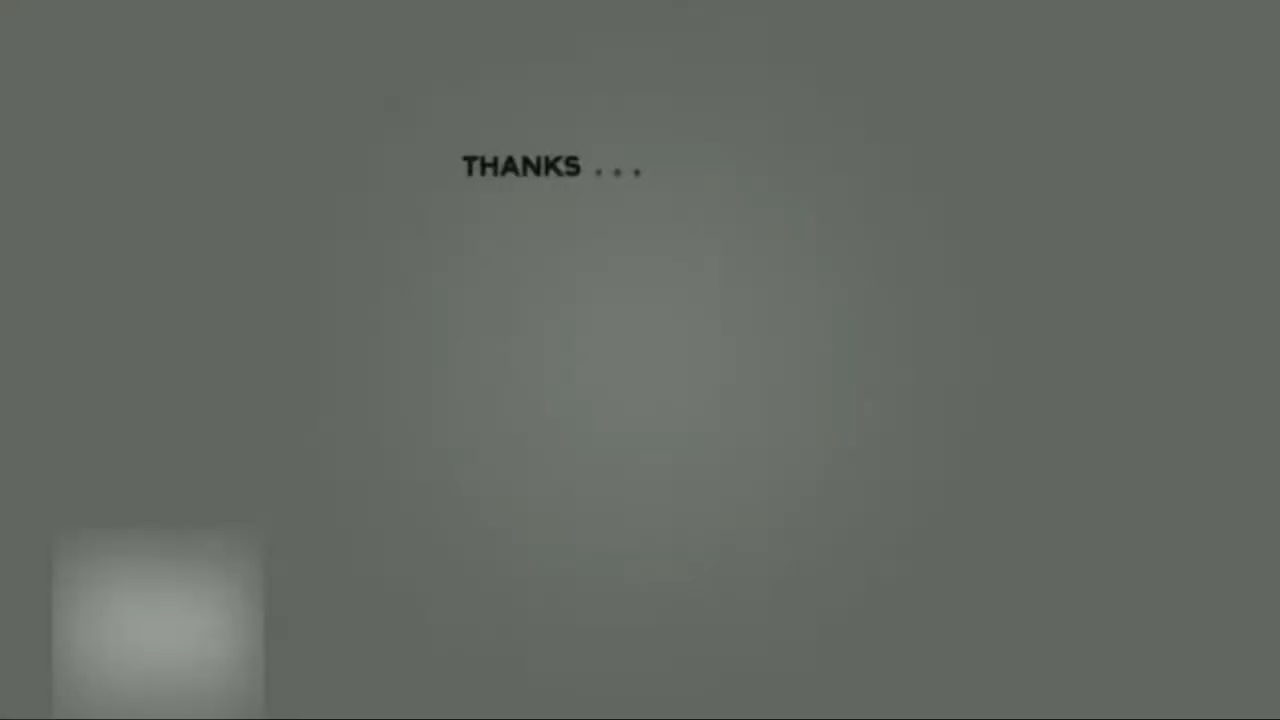 THANKS . . .